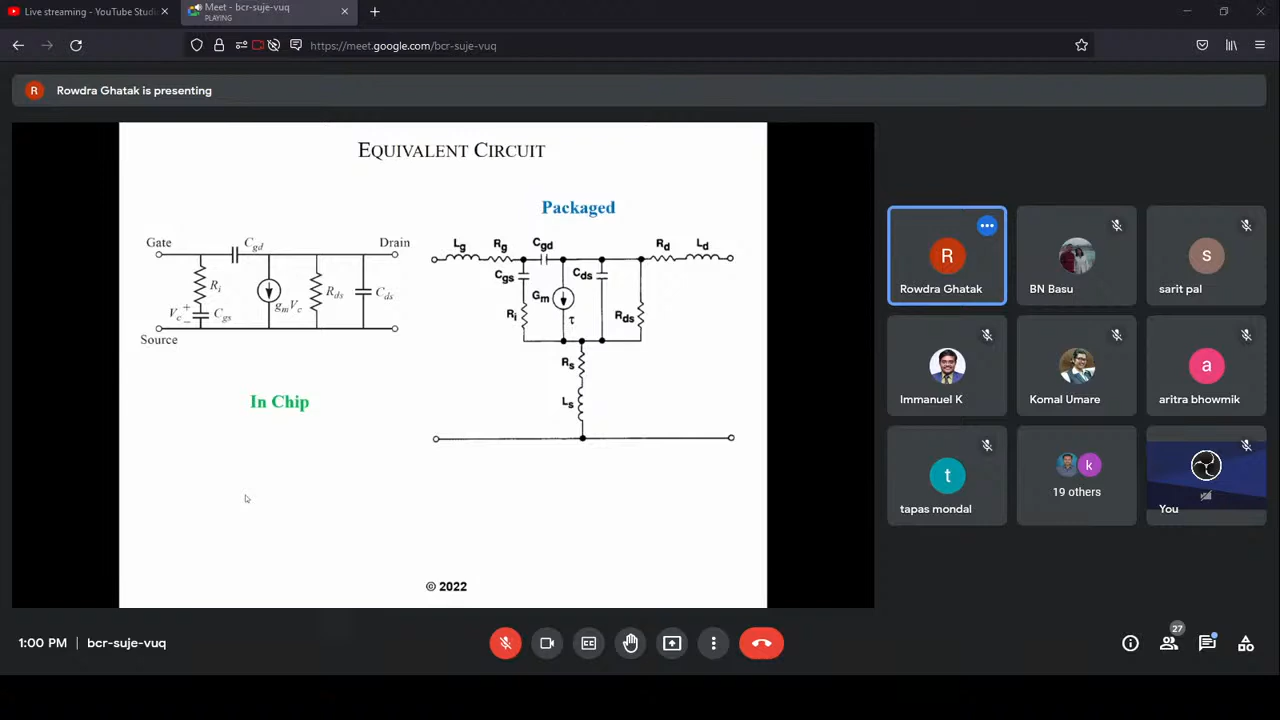 Live streaming - YouTube Studi
Meet - bcr-suje-vuq
PLAYING
https://meet.google.com/bcr-suje-vuq
R
Rowdra Ghatak is presenting
EQUIVALENT CIRCUIT
Packaged
Gate
Cgd
Drain
Ri
Vc
+
−
Cgs
gmVc
Rds
Cds
Source
In Chip
Lg
Rg
Cgd
Rd
Ld
Cgs
Cds
Gm
Ri
τ
Rds
Rs
Ls
© 2022
R
Rowdra Ghatak
BN Basu
s
sarit pal
Immanuel K
Komal Umare
a
aritra bhowmik
t
tapas mondal
k
19 others
You
1:00 PM | bcr-suje-vuq
27